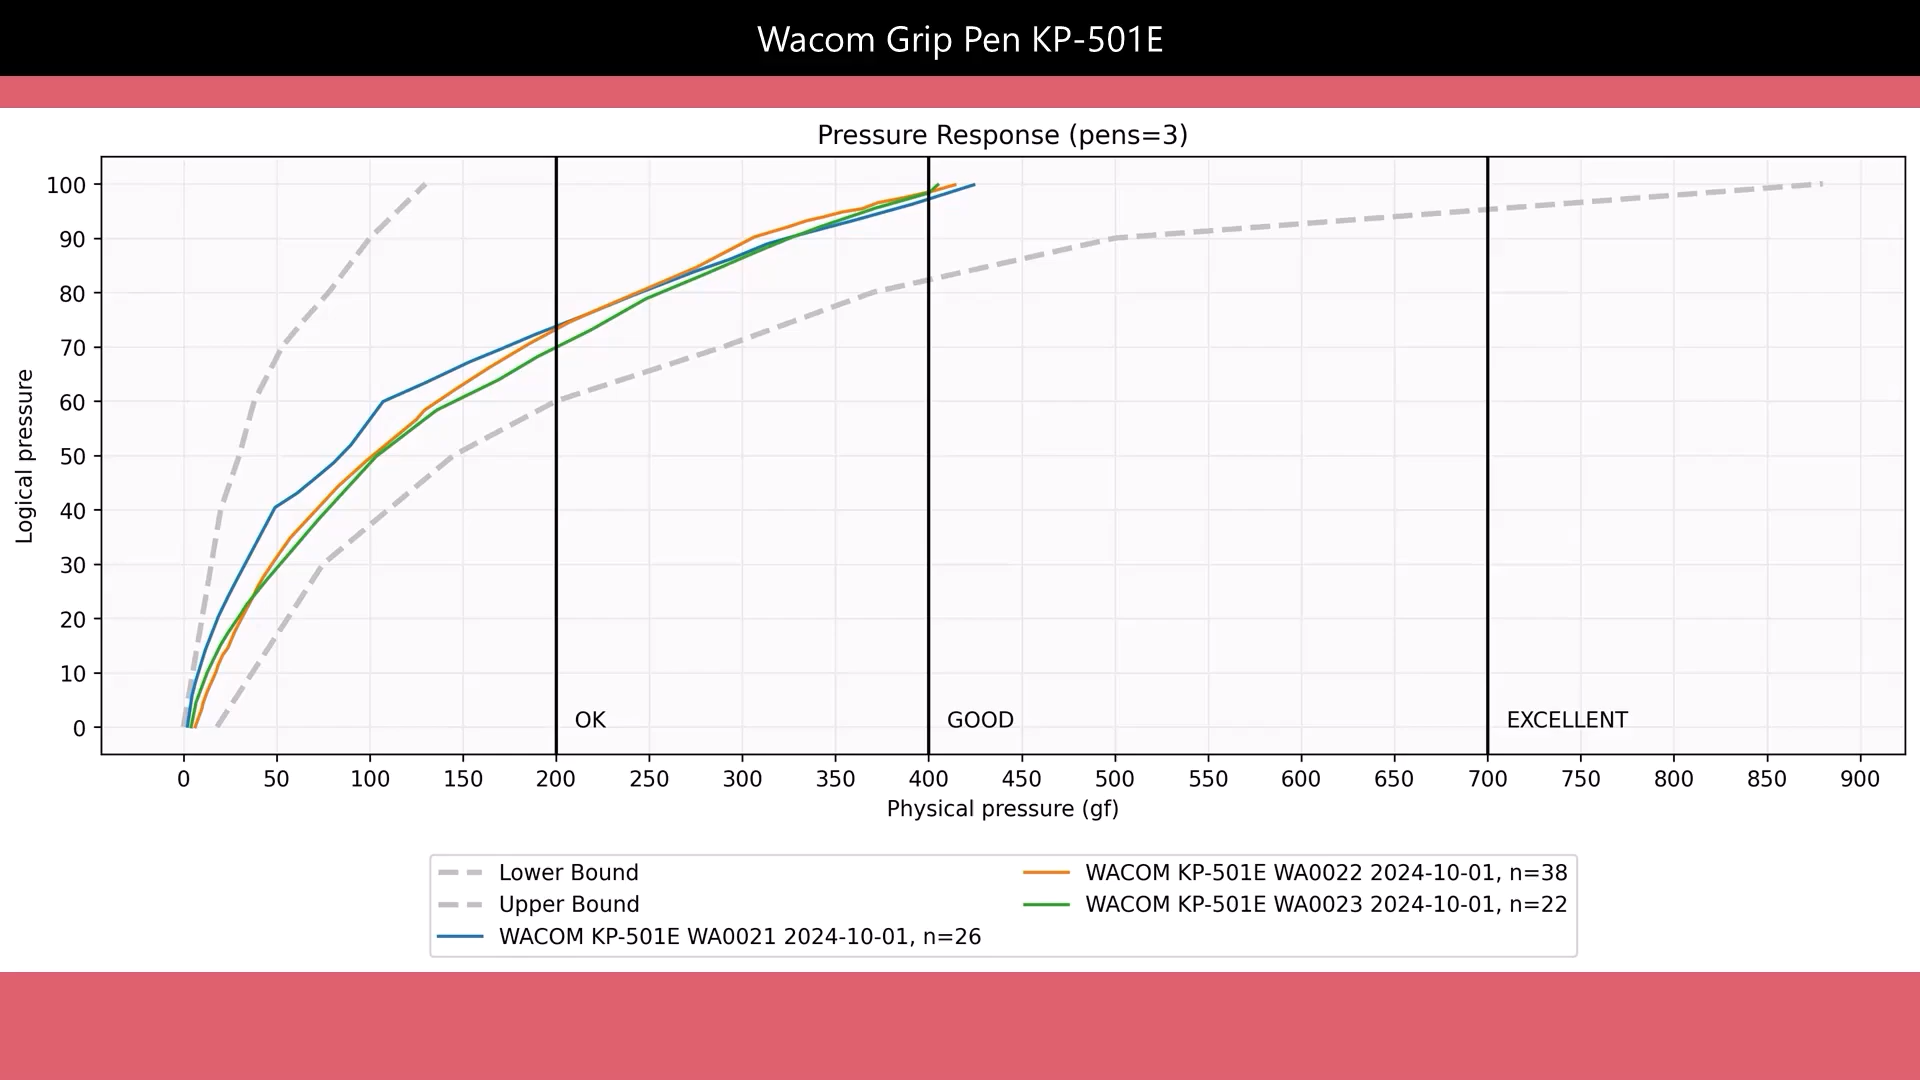 Wacom Grip Pen KP-501E
Pressure Response (pens=3)
Logical pressure
100
90
80
70
60
50
40
30
20
10
0
OK
GOOD
EXCELLENT
0 50 100 150 200 250 300 350 400 450 500 550 600 650 700 750 800 850 900
Physical pressure (gf)
Lower Bound
Upper Bound
WACOM KP-501E WA0021 2024-10-01, n=26
WACOM KP-501E WA0022 2024-10-01, n=38
WACOM KP-501E WA0023 2024-10-01, n=22